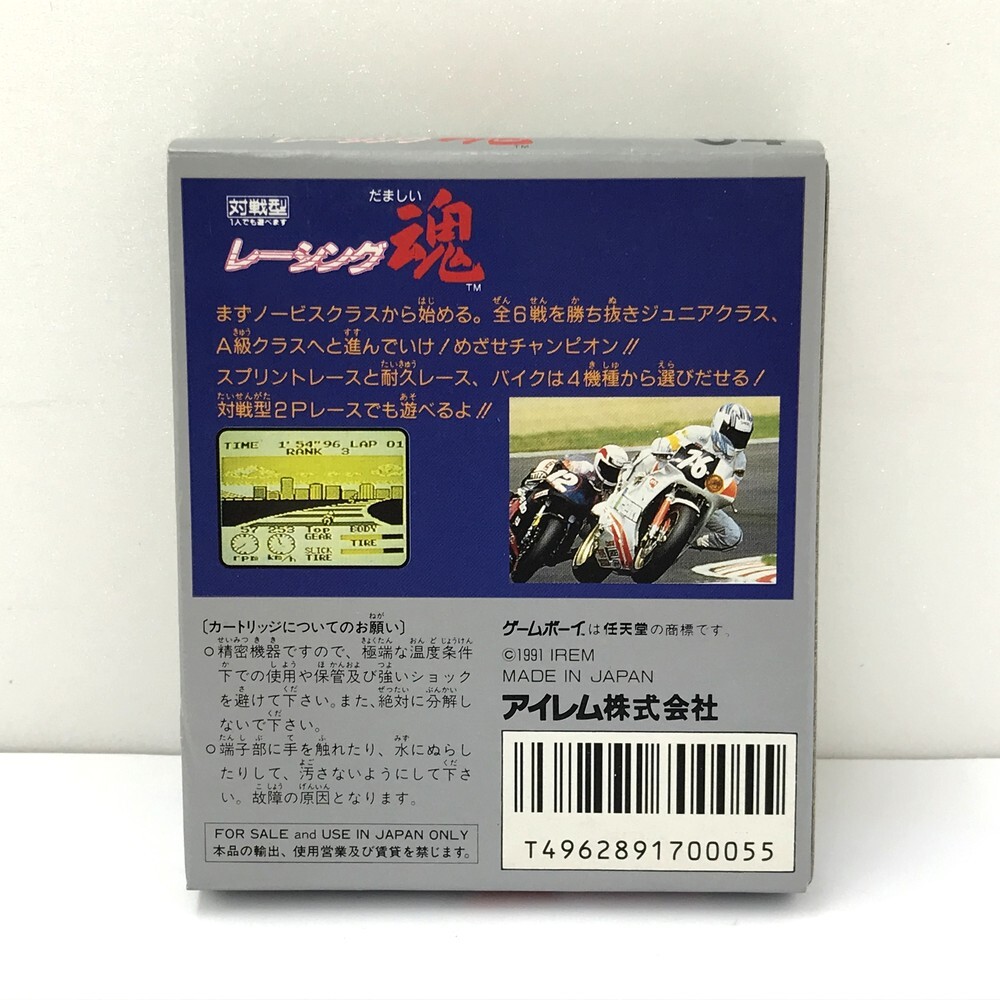 対戦型
1人でも遊べます
だましい
レーシング魂
TM
まずノービスクラスから始める。全6戦を勝ち抜きジュニアクラス、
A級クラスへと進んでいけ!めざせチャンピオン!!
スプリントレースと耐久レース、バイクは4機種から選びだせる!
対戦型2Pレースでも遊べるよ!!
TIME 1'54"96 LAP 01
RANK 3
57 253 Top GEAR BODY
SLICK TIRE TIRE
rpm km/h
76
12
〔カートリッジについてのお願い〕
○精密機器ですので、極端な温度条件
下での使用や保管及び強いショック
を避けて下さい。また、絶対に分解し
ないで下さい。
○端子部に手を触れたり、水にぬらし
たりして、汚さないようにして下さ
い。故障の原因となります。
FOR SALE and USE IN JAPAN ONLY
本品の輸出、使用営業及び賃貸を禁じます。
ゲームボーイは任天堂の商標です。
©1991 IREM
MADE IN JAPAN
アイレム株式会社
T4962891700055